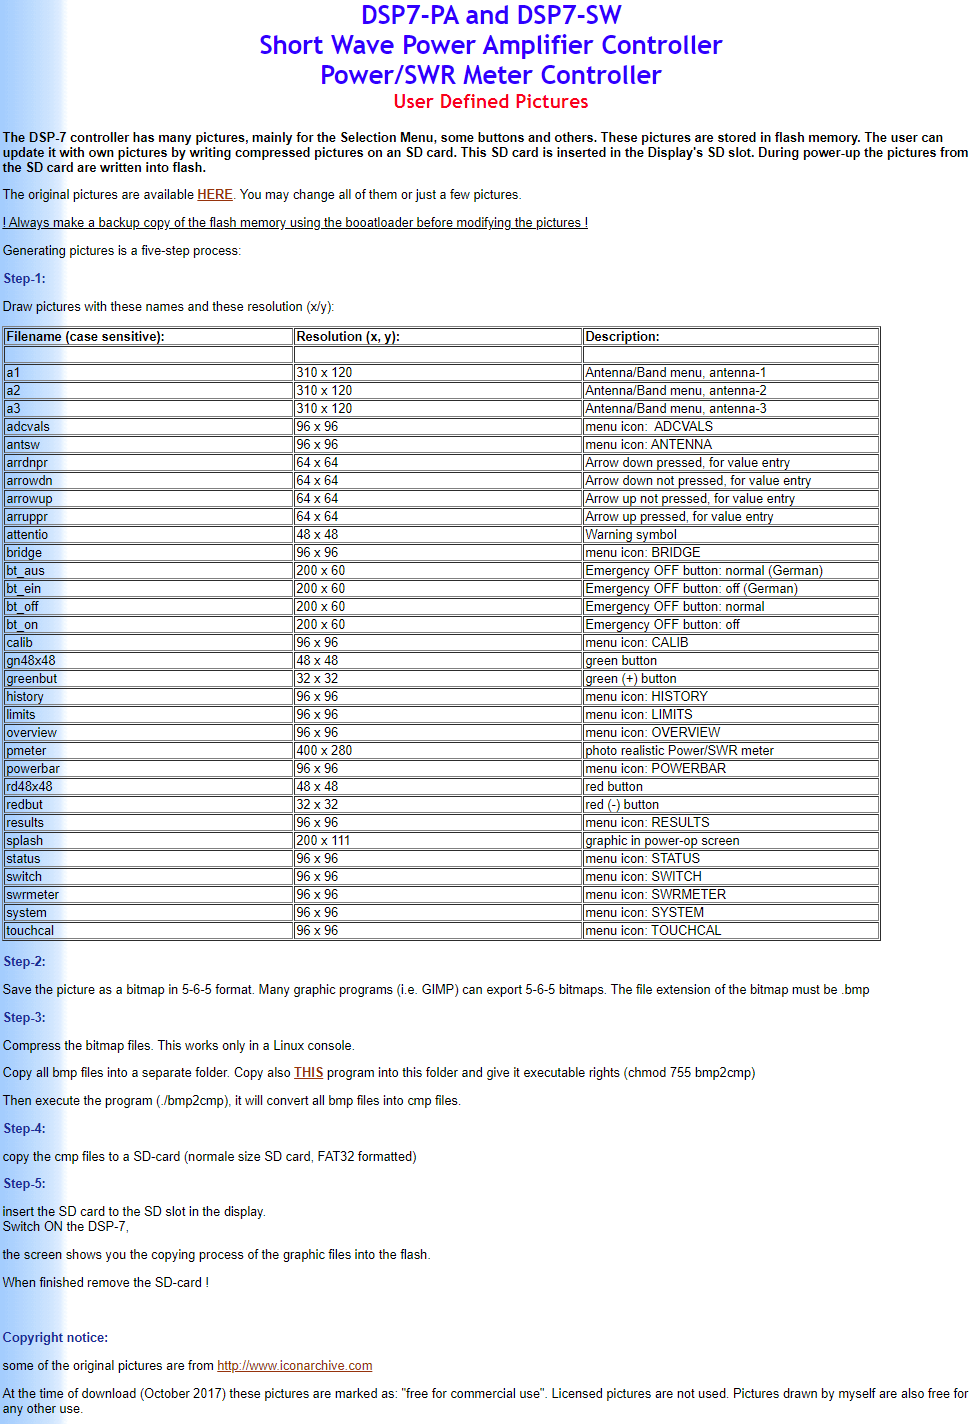 DSP7-PA and DSP7-SW
Short Wave Power Amplifier Controller
Power/SWR Meter Controller
User Defined Pictures
The DSP-7 controller has many pictures, mainly for the Selection Menu, some buttons and others. These pictures are stored in flash memory. The user can
update it with own pictures by writing compressed pictures on an SD card. This SD card is inserted in the Display's SD slot. During power-up the pictures from
the SD card are written into flash.
The original pictures are available HERE. You may change all of them or just a few pictures.
! Always make a backup copy of the flash memory using the booatloader before modifying the pictures !
Generating pictures is a five-step process:
Step-1:
Draw pictures with these names and these resolution (x/y):
Filename (case sensitive): Resolution (x, y): Description:
a1 310 x 120 Antenna/Band menu, antenna-1
a2 310 x 120 Antenna/Band menu, antenna-2
a3 310 x 120 Antenna/Band menu, antenna-3
adcvals 96 x 96 menu icon: ADCVALS
antsw 96 x 96 menu icon: ANTENNA
arrdnpr 64 x 64 Arrow down pressed, for value entry
arrowdn 64 x 64 Arrow down not pressed, for value entry
arrowup 64 x 64 Arrow up not pressed, for value entry
arruppr 64 x 64 Arrow up pressed, for value entry
attentio 48 x 48 Warning symbol
bridge 96 x 96 menu icon: BRIDGE
bt_aus 200 x 60 Emergency OFF button: normal (German)
bt_ein 200 x 60 Emergency OFF button: off (German)
bt_off 200 x 60 Emergency OFF button: normal
bt_on 200 x 60 Emergency OFF button: off
calib 96 x 96 menu icon: CALIB
gn48x48 48 x 48 green button
greenbut 32 x 32 green (+) button
history 96 x 96 menu icon: HISTORY
limits 96 x 96 menu icon: LIMITS
overview 96 x 96 menu icon: OVERVIEW
pmeter 400 x 280 photo realistic Power/SWR meter
powerbar 96 x 96 menu icon: POWERBAR
rd48x48 48 x 48 red button
redbut 32 x 32 red (-) button
results 96 x 96 menu icon: RESULTS
splash 200 x 111 graphic in power-op screen
status 96 x 96 menu icon: STATUS
switch 96 x 96 menu icon: SWITCH
swrmeter 96 x 96 menu icon: SWRMETER
system 96 x 96 menu icon: SYSTEM
touchcal 96 x 96 menu icon: TOUCHCAL
Step-2:
Save the picture as a bitmap in 5-6-5 format. Many graphic programs (i.e. GIMP) can export 5-6-5 bitmaps. The file extension of the bitmap must be .bmp
Step-3:
Compress the bitmap files. This works only in a Linux console.
Copy all bmp files into a separate folder. Copy also THIS program into this folder and give it executable rights (chmod 755 bmp2cmp)
Then execute the program (./bmp2cmp), it will convert all bmp files into cmp files.
Step-4:
copy the cmp files to a SD-card (normale size SD card, FAT32 formatted)
Step-5:
insert the SD card to the SD slot in the display.
Switch ON the DSP-7,
the screen shows you the copying process of the graphic files into the flash.
When finished remove the SD-card !
Copyright notice:
some of the original pictures are from http://www.iconarchive.com
At the time of download (October 2017) these pictures are marked as: "free for commercial use". Licensed pictures are not used. Pictures drawn by myself are also free for
any other use.